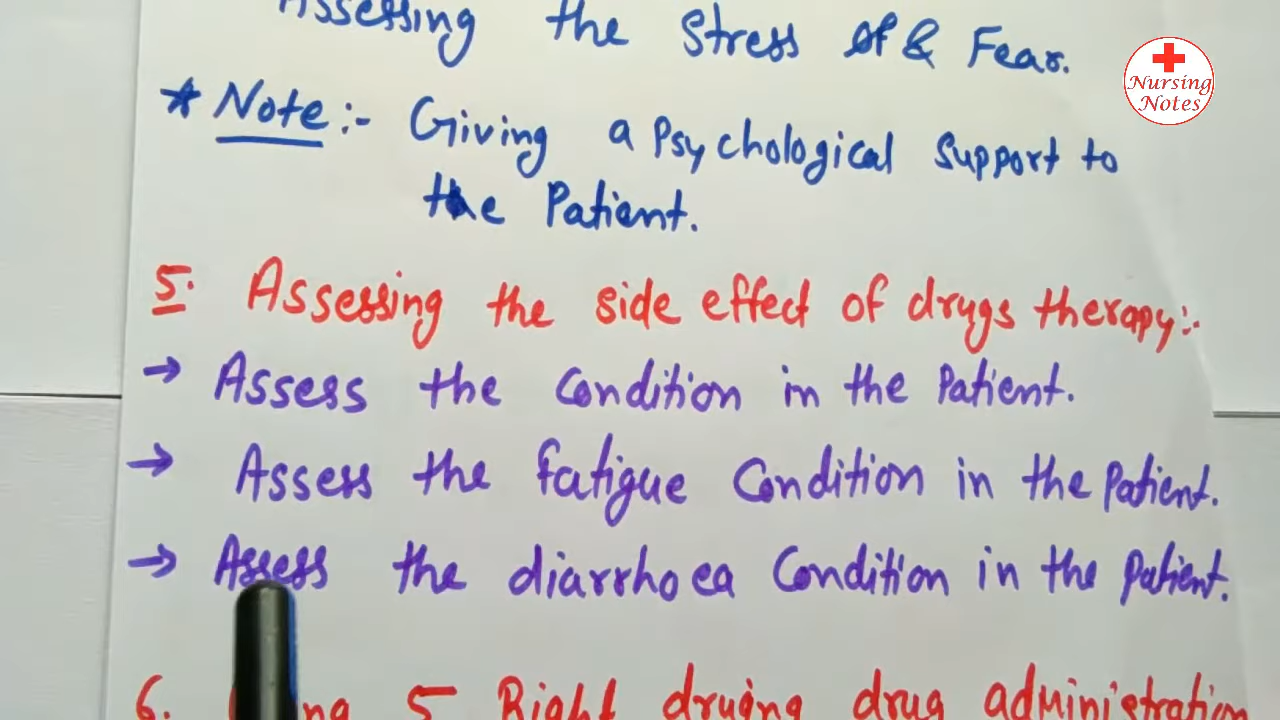 Assessing the Stress & Fear.
Nursing Notes
* Note:- Giving a Psychological Support to
the Patient.
5. Assessing the side effect of drugs therapy:-
→ Assess the Condition in the Patient.
→ Assess the fatigue Condition in the Patient.
→ Assess the diarrhoea Condition in the Patient.
6. 5 Right druging drug administration